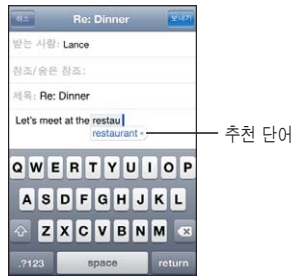 취소 Re: Dinner 보내기
받는 사람: Lance
참조/숨은 참조:
제목: Re: Dinner
Let's meet at the restau
restaurant ×
추천 단어
Q W E R T Y U I O P
A S D F G H J K L
Z X C V B N M
.?123 space return